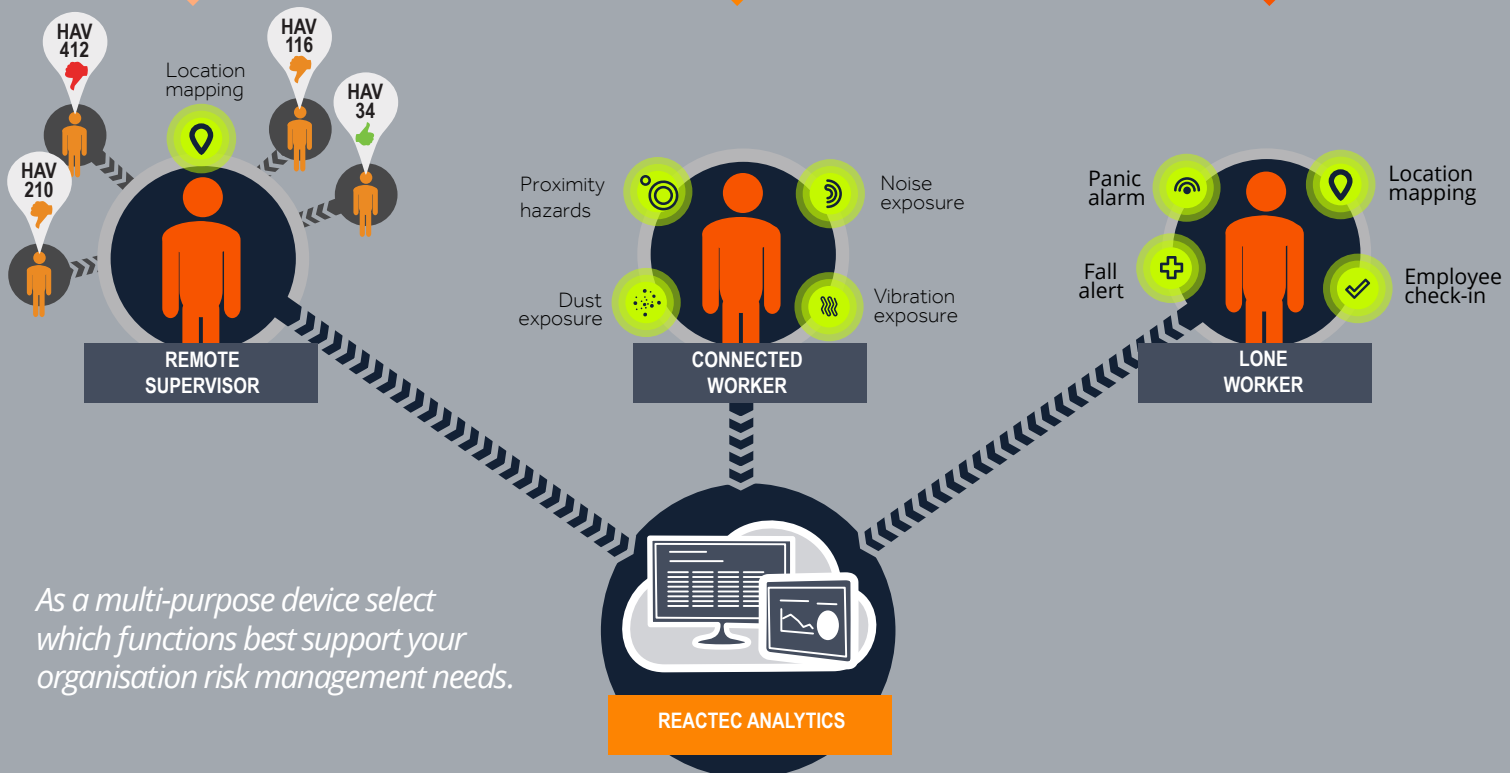 HAV
412
HAV
116
Location
mapping
HAV
34
HAV
210
REMOTE
SUPERVISOR
Proximity
hazards
Noise
exposure
Dust
exposure
Vibration
exposure
CONNECTED
WORKER
Panic
alarm
Location
mapping
Fall
alert
Employee
check-in
LONE
WORKER
As a multi-purpose device select
which functions best support your
organisation risk management needs.
REACTEC ANALYTICS